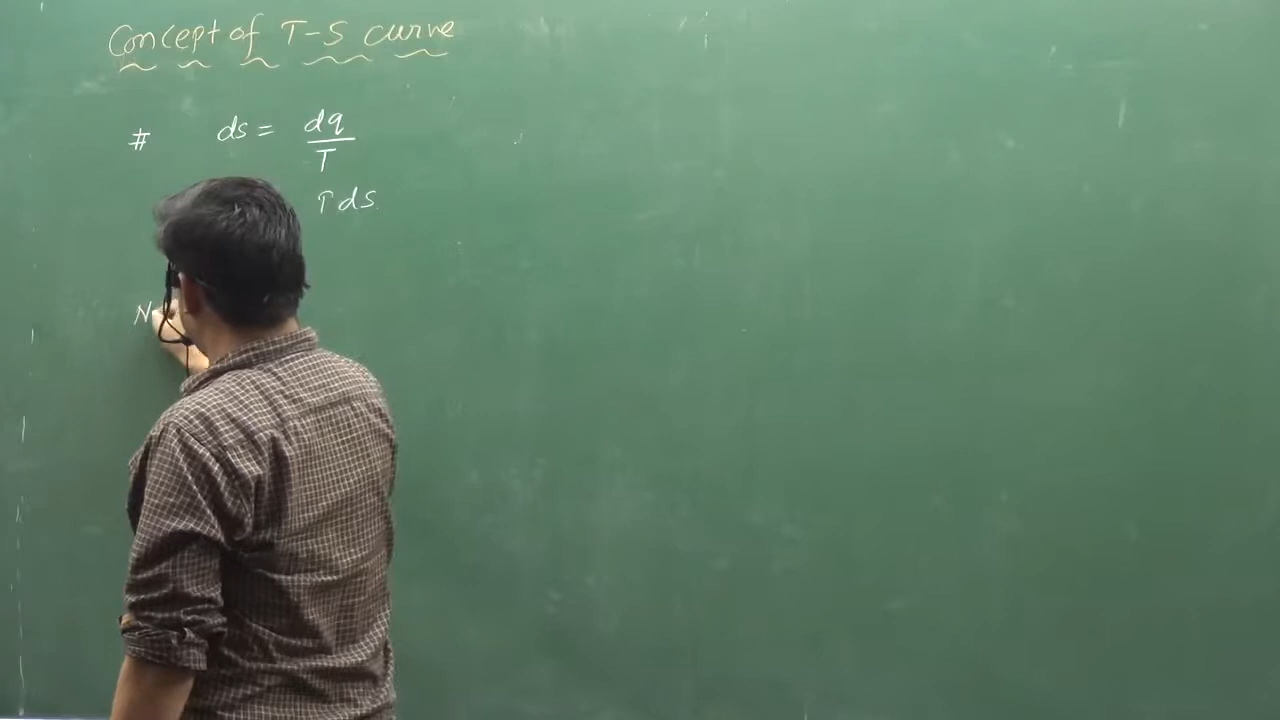 Concept of T-S curve
# ds = dq/T
Tds
N